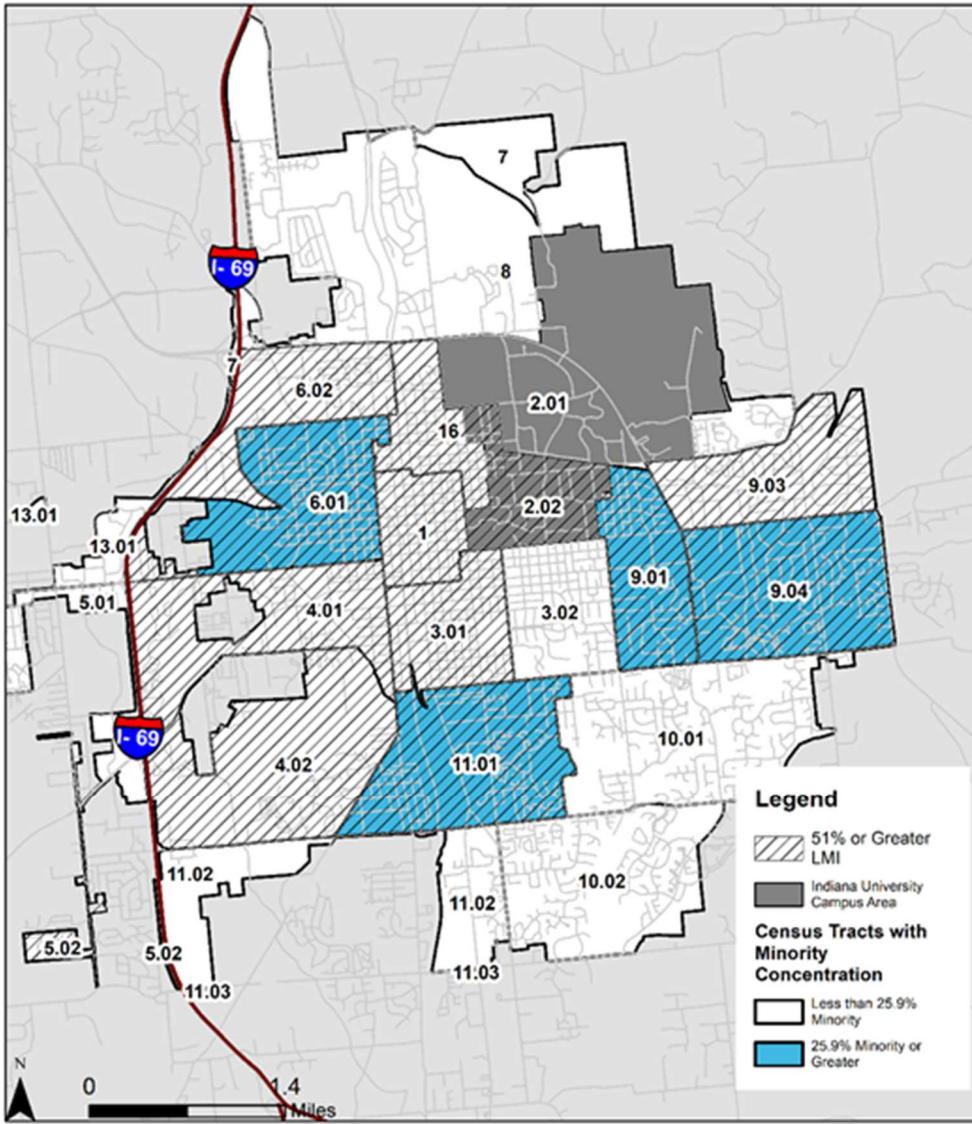 7
8
I- 69
7
6.02
2.01
16
9.03
6.01
2.02
13.01
1
13.01
9.01
9.04
5.01
4.01
3.02
3.01
I- 69
10.01
4.02
11.01
Legend
51% or Greater
LMI
11.02
10.02
Indiana University
Campus Area
11.02
Census Tracts with
Minority
Concentration
5.02
5.02
11.03
11.03
Less than 25.9%
Minority
25.9% Minority or
Greater
N
0
1.4
Miles